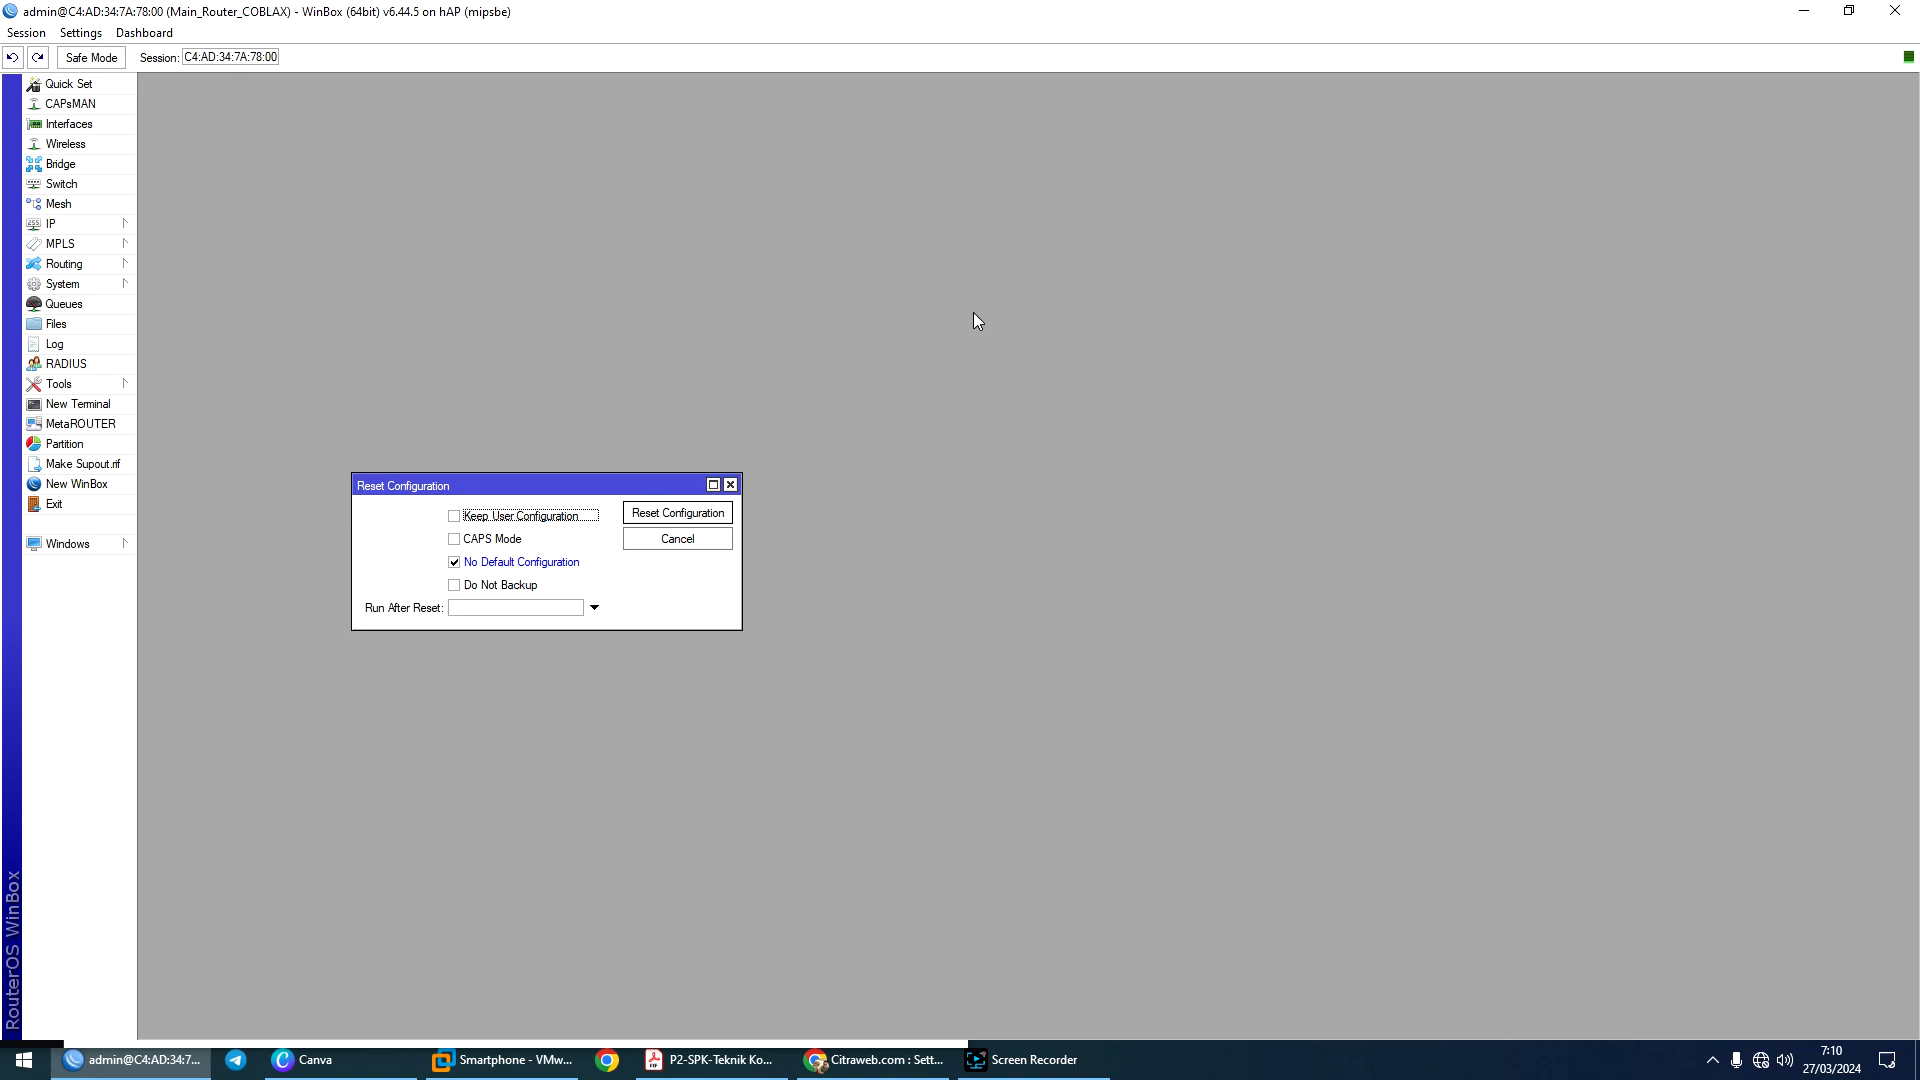 admin@C4:AD:34:7A:78:00 (Main_Router_COBLAX) - WinBox (64bit) v6.44.5 on hAP (mipsbe)
Session Settings Dashboard
Safe Mode Session: C4:AD:34:7A:78:00
Quick Set
CAPsMAN
Interfaces
Wireless
Bridge
Switch
Mesh
IP
MPLS
Routing
System
Queues
Files
Log
RADIUS
Tools
New Terminal
MetaROUTER
Partition
Make Supout.rif
New WinBox
Exit
Windows
RouterOS WinBox
Reset Configuration
Keep User Configuration
CAPS Mode
No Default Configuration
Do Not Backup
Run After Reset:
Reset Configuration
Cancel
admin@C4:AD:34:7... Canva Smartphone - VMw... P2-SPK-Teknik Ko... Citraweb.com : Sett... Screen Recorder
7:10
27/03/2024